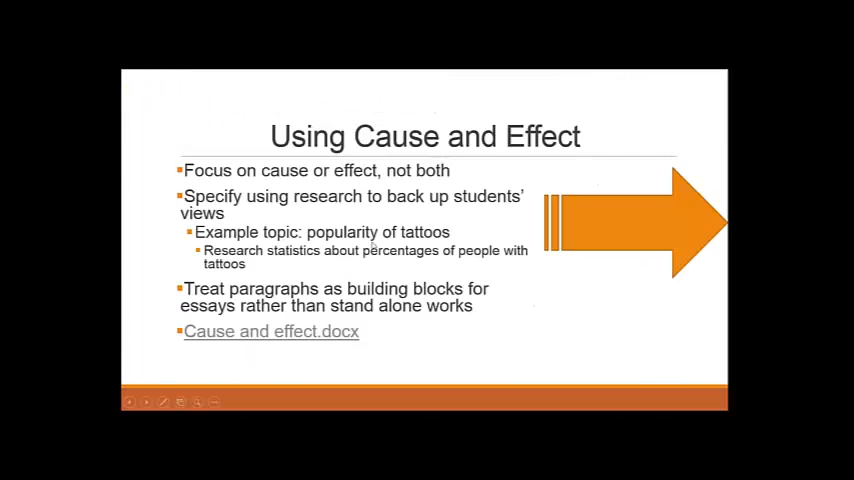 Using Cause and Effect
Focus on cause or effect, not both
Specify using research to back up students’
views
Example topic: popularity of tattoos
Research statistics about percentages of people with
tattoos
Treat paragraphs as building blocks for
essays rather than stand alone works
Cause and effect.docx